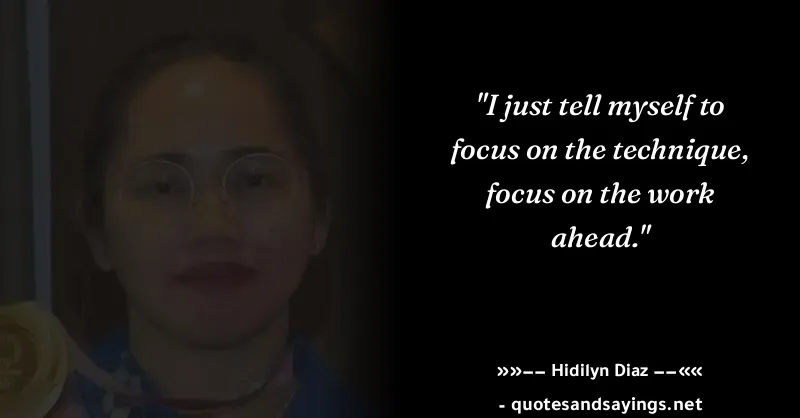 "I just tell myself to
focus on the technique,
focus on the work
ahead."
»»−− Hidilyn Diaz −−««
- quotesandsayings.net